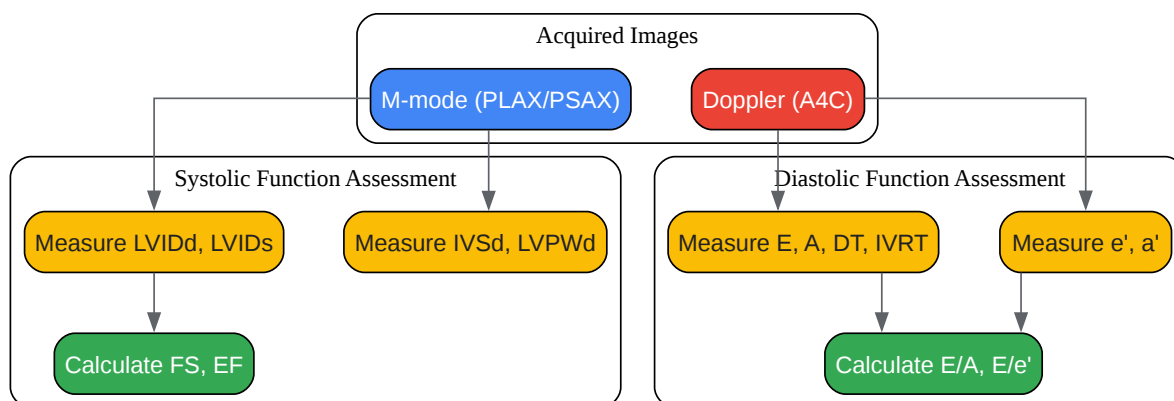 Acquired Images
M-mode (PLAX/PSAX)
Doppler (A4C)
Systolic Function Assessment
Diastolic Function Assessment
Measure LVIDd, LVIDs
Measure IVSd, LVPWd
Measure E, A, DT, IVRT
Measure e', a'
Calculate FS, EF
Calculate E/A, E/e'